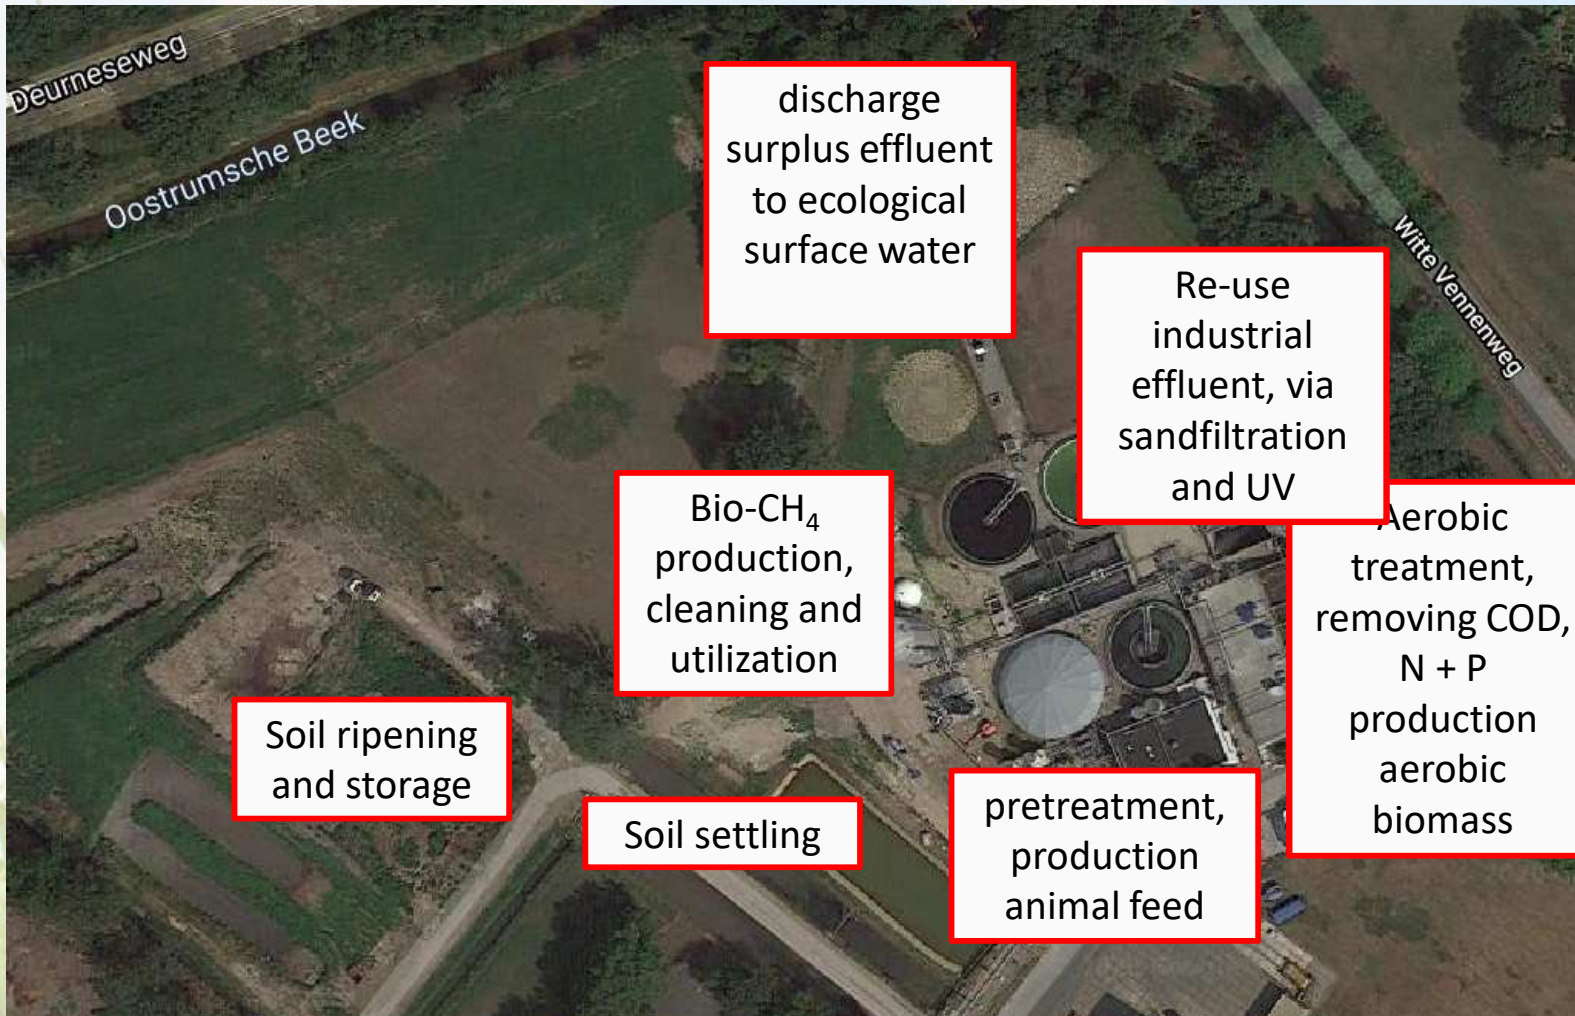 Deurneseweg
Oostrumsche Beek
discharge
surplus effluent
to ecological
surface water
Witte Vennenweg
Re-use
industrial
effluent, via
sandfiltration
and UV
Bio-CH₄
production,
cleaning and
utilization
Aerobic
treatment,
removing COD,
N + P
production
aerobic
biomass
Soil ripening
and storage
Soil settling
pretreatment,
production
animal feed